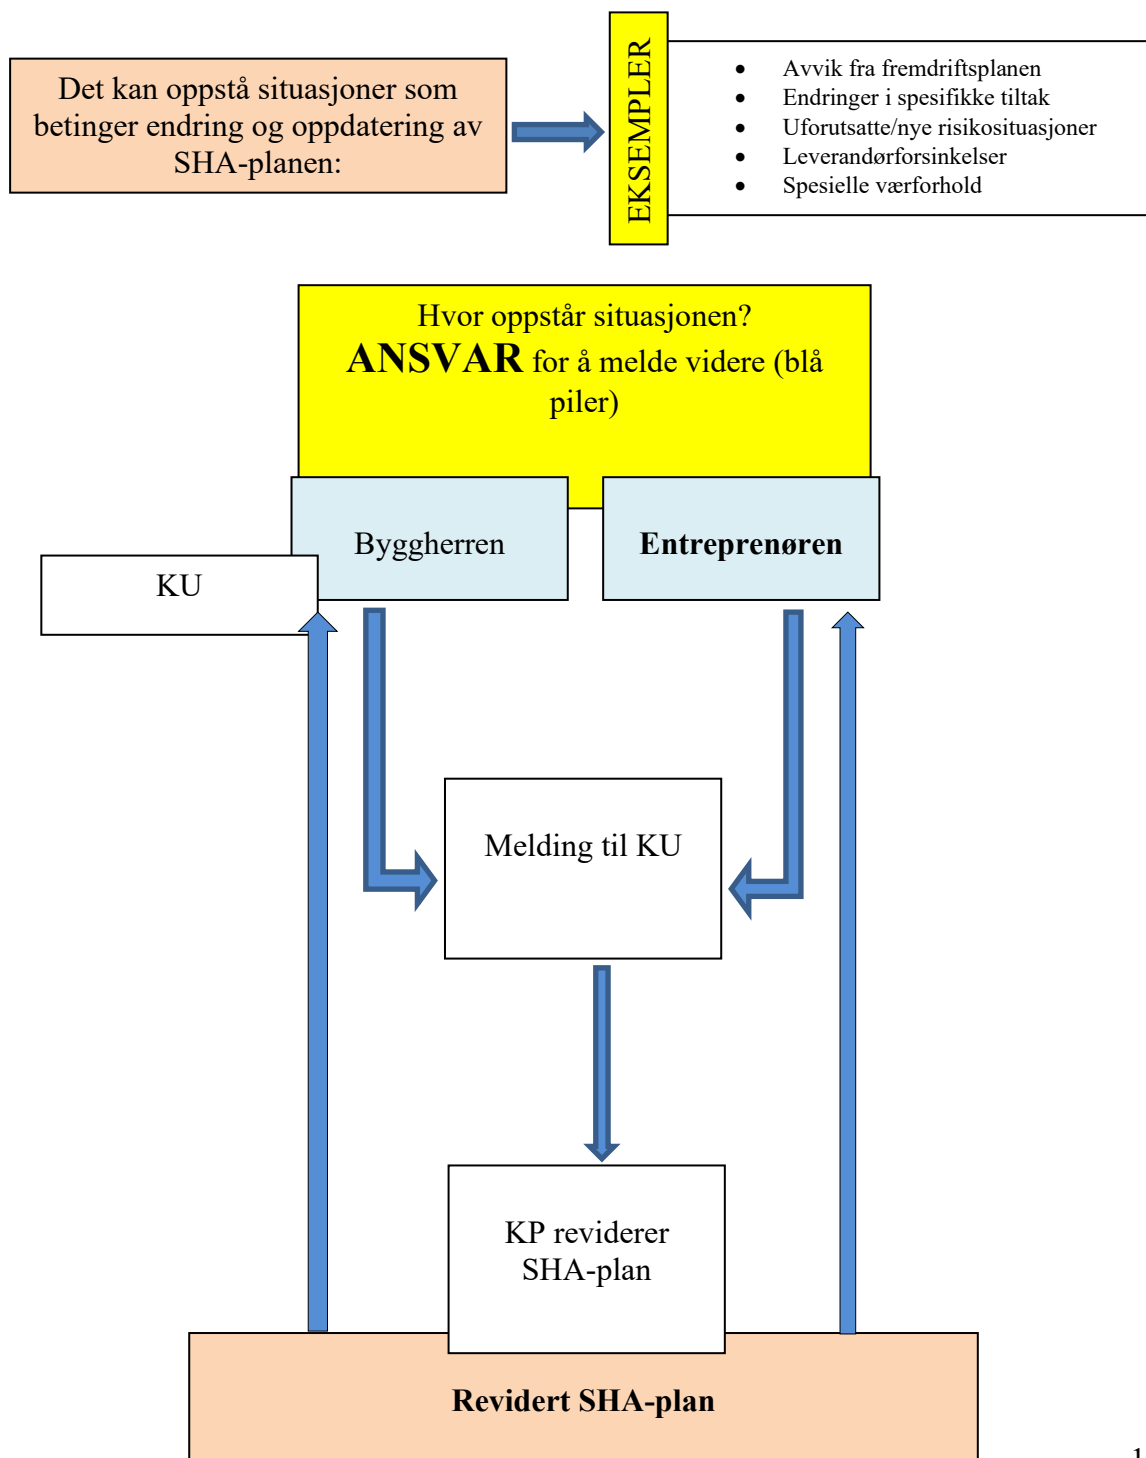 Det kan oppstå situasjoner som
betinger endring og oppdatering av
SHA-planen:
EKSEMPLER
• Avvik fra fremdriftsplanen
• Endringer i spesifikke tiltak
• Uforutsatte/nye risikosituasjoner
• Leverandørforsinkelser
• Spesielle værforhold
Hvor oppstår situasjonen?
ANSVAR for å melde videre (blå
piler)
Byggherren
Entreprenøren
KU
Melding til KU
KP reviderer
SHA-plan
Revidert SHA-plan
1